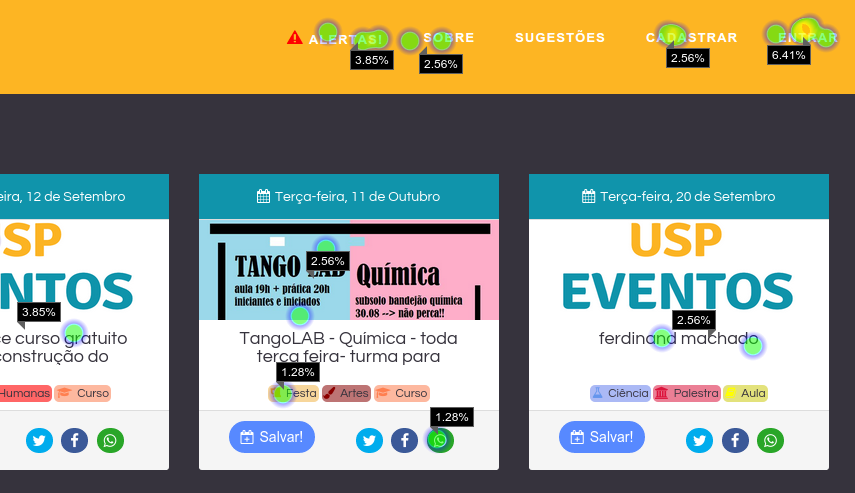 ALERTAS!
SOBRE
SUGESTÕES
CADASTRAR
ENTRAR
3.85%
2.56%
2.56%
6.41%
eira, 12 de Setembro
USP
NTOS
3.85%
ce curso gratuito
construção do
Humanas
Curso
Terça-feira, 11 de Outubro
TANGO LAB
aula 19h + prática 20h
iniciantes e iniciados
Química
subsolo bandejão química
30.08 --> não perca!!
2.56%
TangoLAB - Química - toda
terça feira- turma para
1.28%
Festa
Artes
Curso
Salvar!
1.28%
Terça-feira, 20 de Setembro
USP
EVENTOS
2.56%
ferdinand machado
Ciência
Palestra
Aula
Salvar!